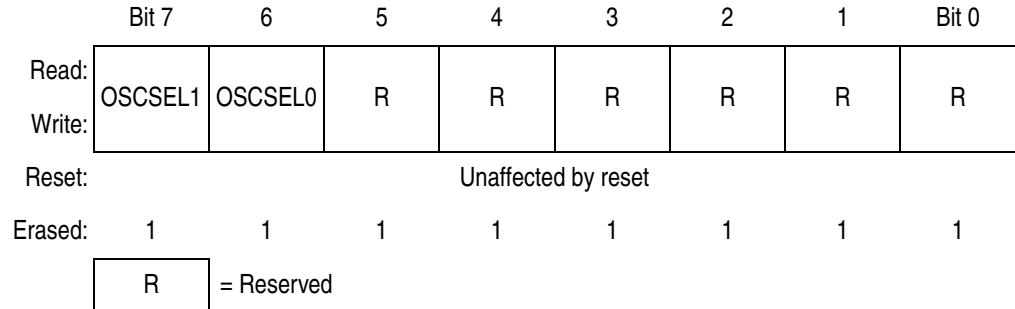 Bit 7 6 5 4 3 2 1 Bit 0
Read:
OSCSEL1 OSCSEL0 R R R R R R
Write:
Reset: Unaffected by reset
Erased: 1 1 1 1 1 1 1 1
R = Reserved